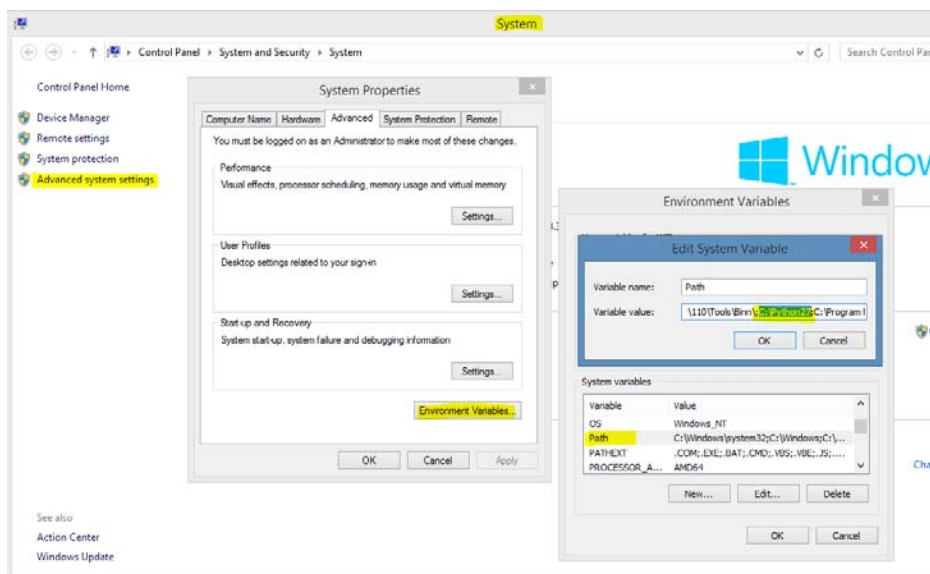 System
Control Panel System and Security System
Search Control Pa
Control Panel Home
Device Manager
Remote settings
System protection
Advanced system settings
See also
Action Center
Windows Update
System Properties
Computer Name Hardware Advanced System Protection Remote
You must be logged on as an Administrator to make most of these changes.
Performance
Visual effects, processor scheduling, memory usage and virtual memory
Settings...
User Profiles
Desktop settings related to your sign-in
Settings...
Start-up and Recovery
System start-up, system failure and debugging information
Settings...
Environment Variables...
OK Cancel Apply
Window
Environment Variables
Edit System Variable
Variable name: Path
Variable value: \110\Tools\Binn\;C:\Python27;C:\Program
OK Cancel
System variables
Variable Value
OS Windows_NT
Path C:\Windows\system32;C:\Windows;C:\...
PATHEXT .COM;.EXE;.BAT;.CMD;.VBS;.VBE;.JS;....
PROCESSOR_A... AMD64
New... Edit... Delete
OK Cancel
Cha